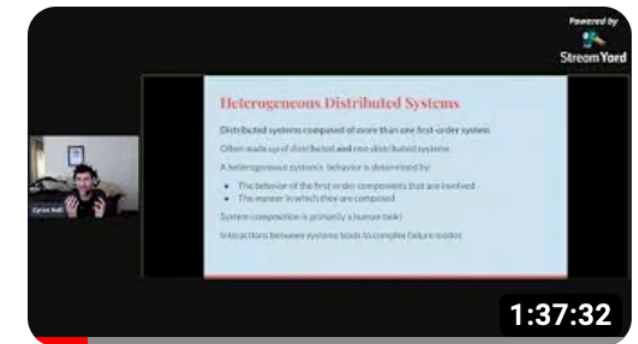 Powered by
StreamYard
Heterogeneous Distributed Systems
Distributed systems composed of more than one first-order system
Often made up of distributed and non-distributed systems
A heterogeneous system's behavior is determined by:
● The behavior of the first-order components that are involved
● The manner in which they are composed
System composition is primarily a human task!
Interactions between systems leads to complex failure modes
1:37:32